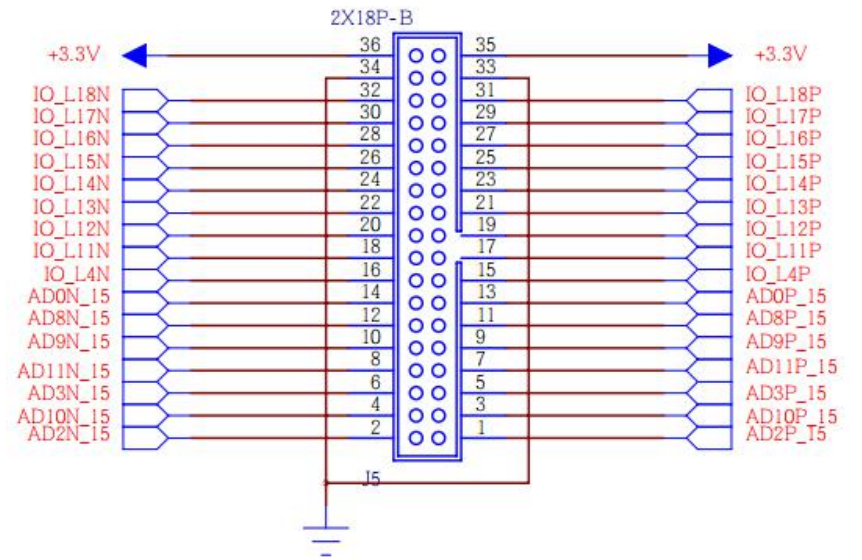 2X18P-B
+3.3V 36 35 +3.3V
34 33
IO_L18N 32 31 IO_L18P
IO_L17N 30 29 IO_L17P
IO_L16N 28 27 IO_L16P
IO_L15N 26 25 IO_L15P
IO_L14N 24 23 IO_L14P
IO_L13N 22 21 IO_L13P
IO_L12N 20 19 IO_L12P
IO_L11N 18 17 IO_L11P
IO_L4N 16 15 IO_L4P
AD0N_15 14 13 AD0P_15
AD8N_15 12 11 AD8P_15
AD9N_15 10 9 AD9P_15
AD11N_15 8 7 AD11P_15
AD3N_15 6 5 AD3P_15
AD10N_15 4 3 AD10P_15
AD2N_15 2 1 AD2P_15
J5